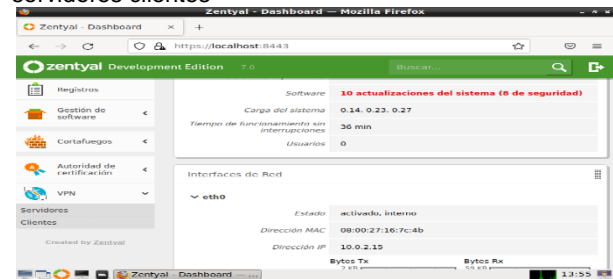 servidores clientes
Zentyal - Dashboard — Mozilla Firefox
Zentyal - Dashboard × +
https://localhost:8443
zentyal Development Edition 7.0 Buscar...
Registros
Software 10 actualizaciones del sistema (8 de seguridad)
Gestión de software
Carga del sistema 0.14, 0.23, 0.27
Tiempo de funcionamiento sin interrupciones 36 min
Cortafuegos
Usuarios 0
Autoridad de certificación
Interfaces de Red
VPN
eth0
Servidores
Estado activado, interno
Clientes
Dirección MAC 08:00:27:16:7c:4b
Created by Zentyal
Dirección IP 10.0.2.15
Bytes Tx Bytes Rx
Zentyal - Dashboard — ... 13:55